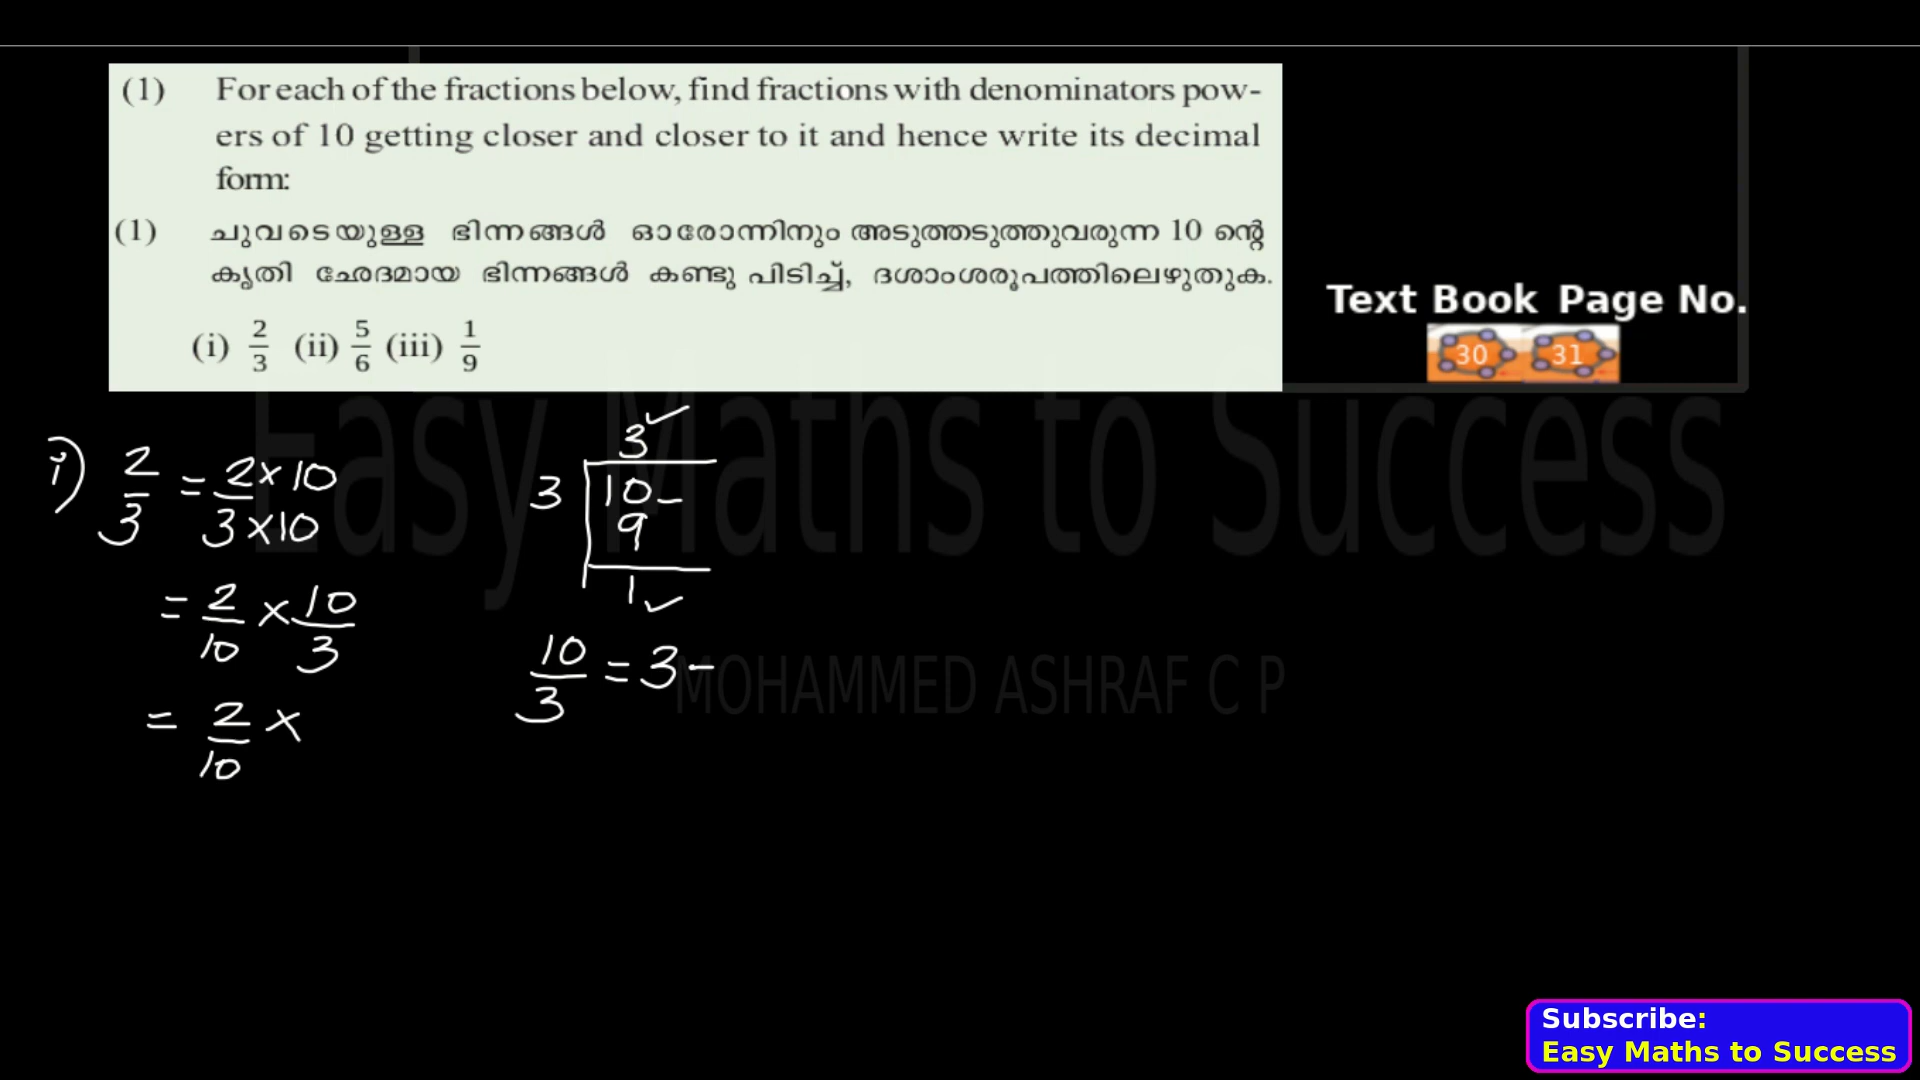 (1) For each of the fractions below, find fractions with denominators pow-
ers of 10 getting closer and closer to it and hence write its decimal
form:
(1) ചുവടെയുള്ള ഭിന്നങ്ങൾ ഓരോന്നിനും അടുത്തടുത്തുവരുന്ന 10 ന്റെ
കൃതി ഛേദമായ ഭിന്നങ്ങൾ കണ്ടു പിടിച്ച്, ദശാംശരൂപത്തിലെഴുതുക.
(i) 2/3 (ii) 5/6 (iii) 1/9
Text Book Page No.
30 31
Easy Maths to Success
MOHAMMED ASHRAF C P
i) 2/3 = 2×10/3×10
= 2/10 × 10/3
= 2/10 ×
3 ✓
3 10 -
9
1 ✓
10/3 = 3 -
Subscribe:
Easy Maths to Success